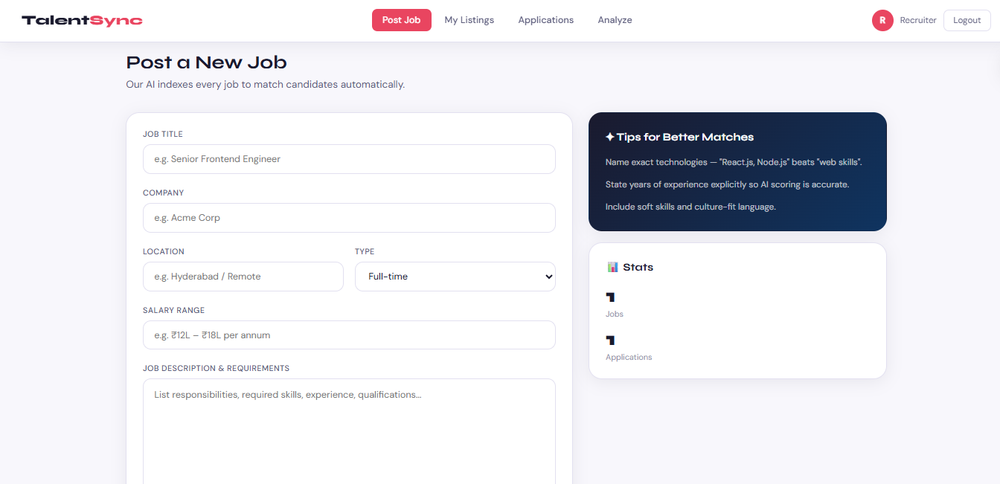 TalentSync
Post Job
My Listings
Applications
Analyze
R
Recruiter
Logout
Post a New Job
Our AI indexes every job to match candidates automatically.
JOB TITLE
e.g. Senior Frontend Engineer
COMPANY
e.g. Acme Corp
LOCATION
TYPE
e.g. Hyderabad / Remote
Full-time
SALARY RANGE
e.g. ₹12L – ₹18L per annum
JOB DESCRIPTION & REQUIREMENTS
List responsibilities, required skills, experience, qualifications...
✦ Tips for Better Matches
Name exact technologies — "React.js, Node.js" beats "web skills".
State years of experience explicitly so AI scoring is accurate.
Include soft skills and culture-fit language.
📊 Stats
1
Jobs
1
Applications